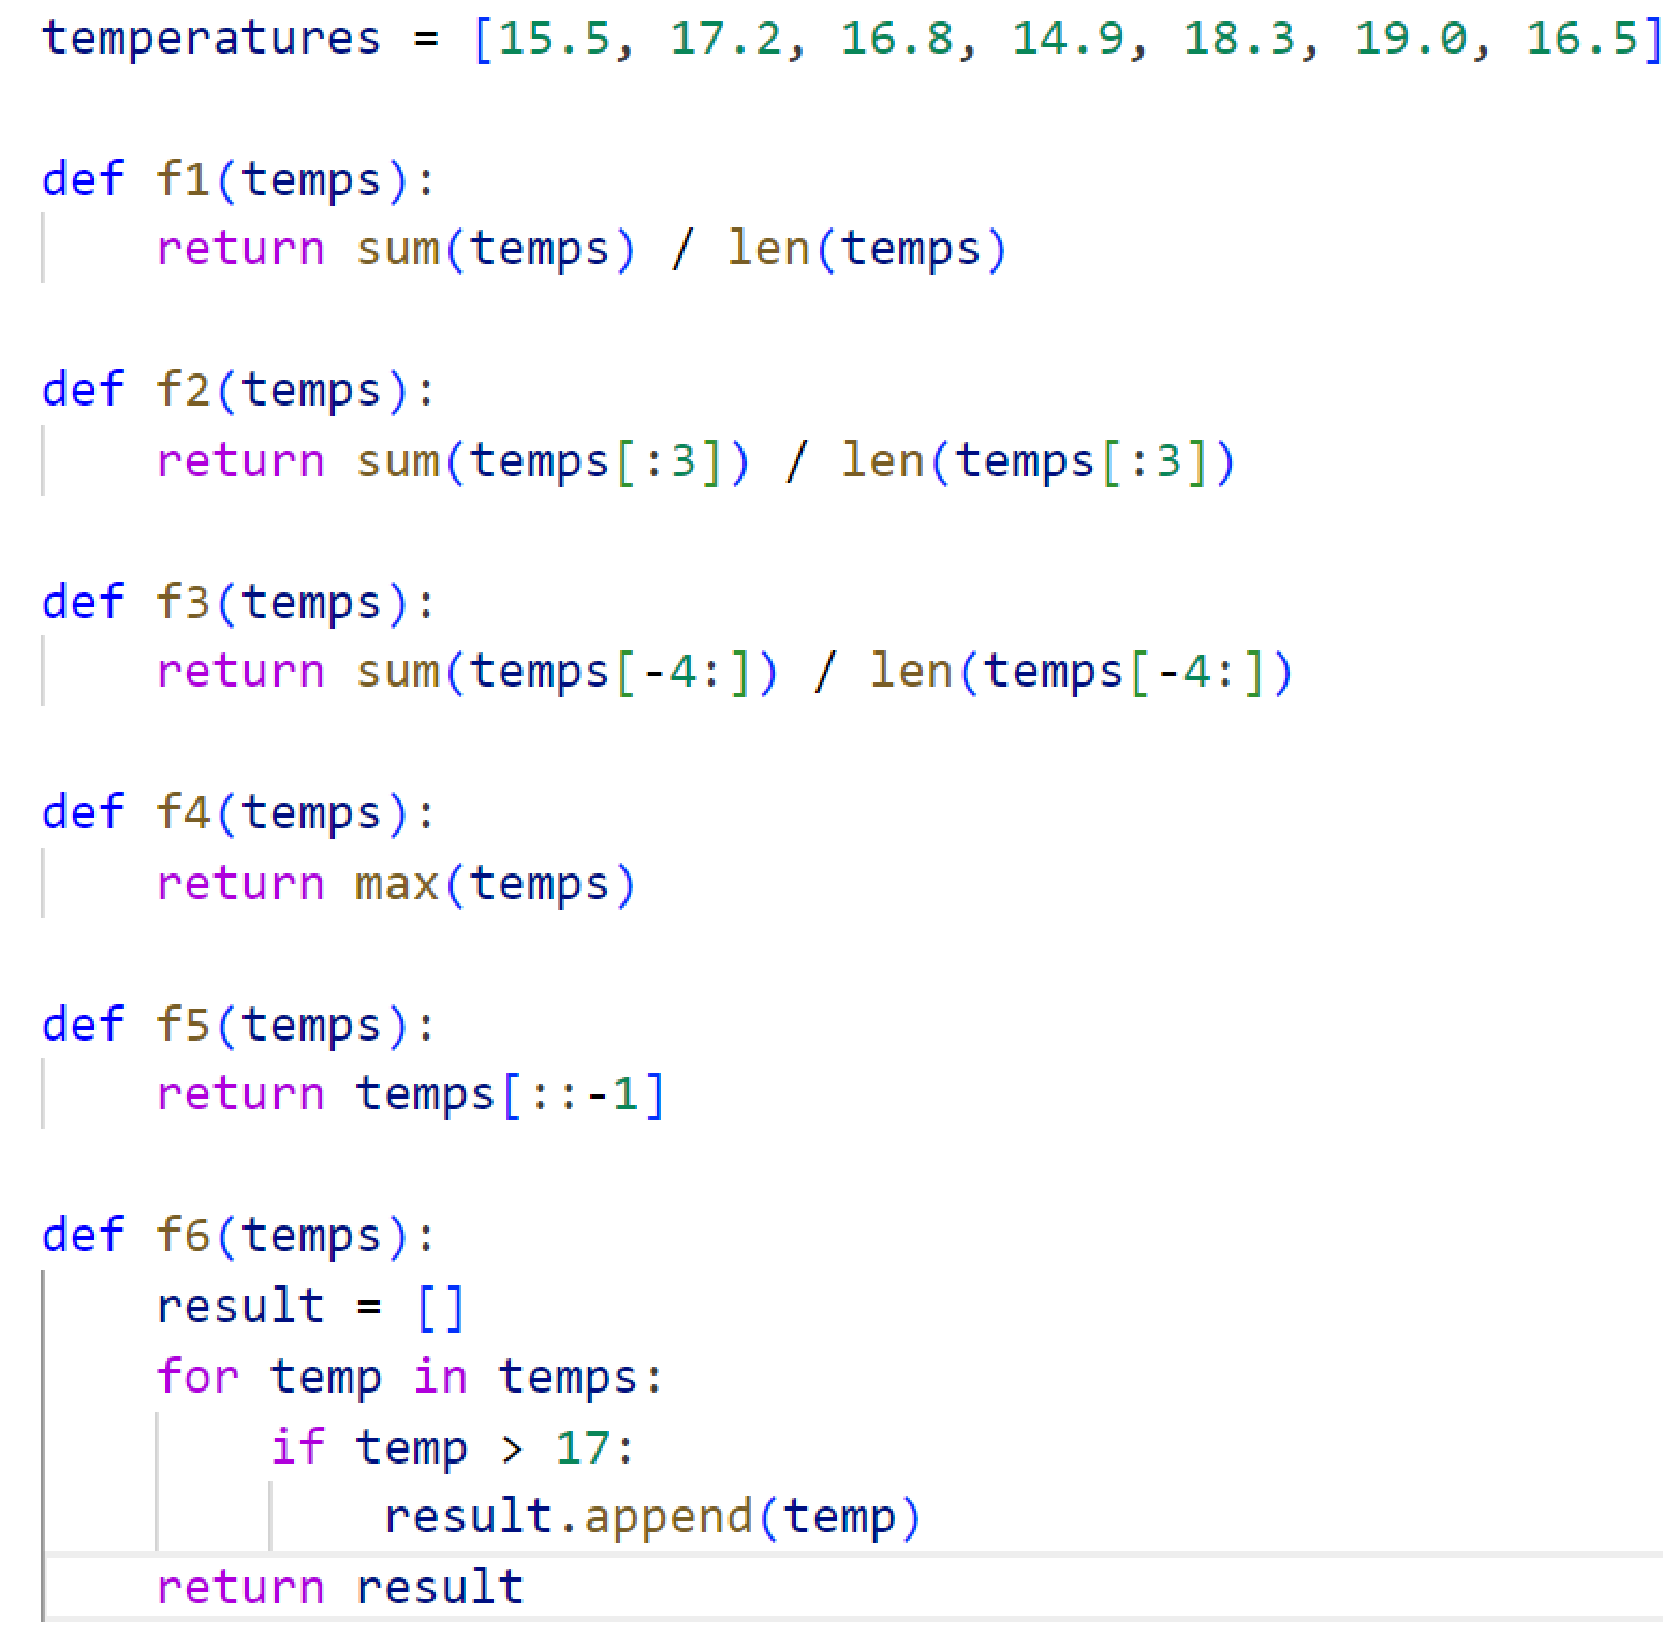 temperatures = [15.5, 17.2, 16.8, 14.9, 18.3, 19.0, 16.5]
def f1(temps):
    return sum(temps) / len(temps)
def f2(temps):
    return sum(temps[:3]) / len(temps[:3])
def f3(temps):
    return sum(temps[-4:]) / len(temps[-4:])
def f4(temps):
    return max(temps)
def f5(temps):
    return temps[::-1]
def f6(temps):
    result = []
    for temp in temps:
        if temp > 17:
            result.append(temp)
    return result